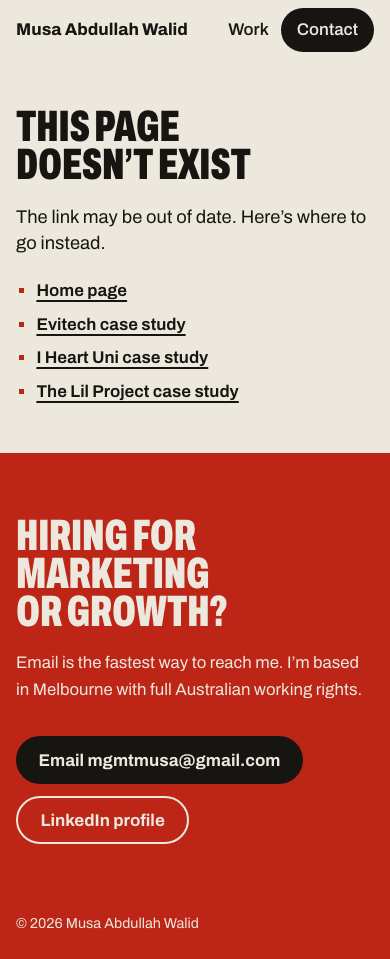 Musa Abdullah Walid
Work
Contact
THIS PAGE
DOESN’T EXIST
The link may be out of date. Here’s where to
go instead.
Home page
Evitech case study
I Heart Uni case study
The Lil Project case study
HIRING FOR
MARKETING
OR GROWTH?
Email is the fastest way to reach me. I’m based
in Melbourne with full Australian working rights.
Email mgmtmusa@gmail.com
LinkedIn profile
© 2026 Musa Abdullah Walid